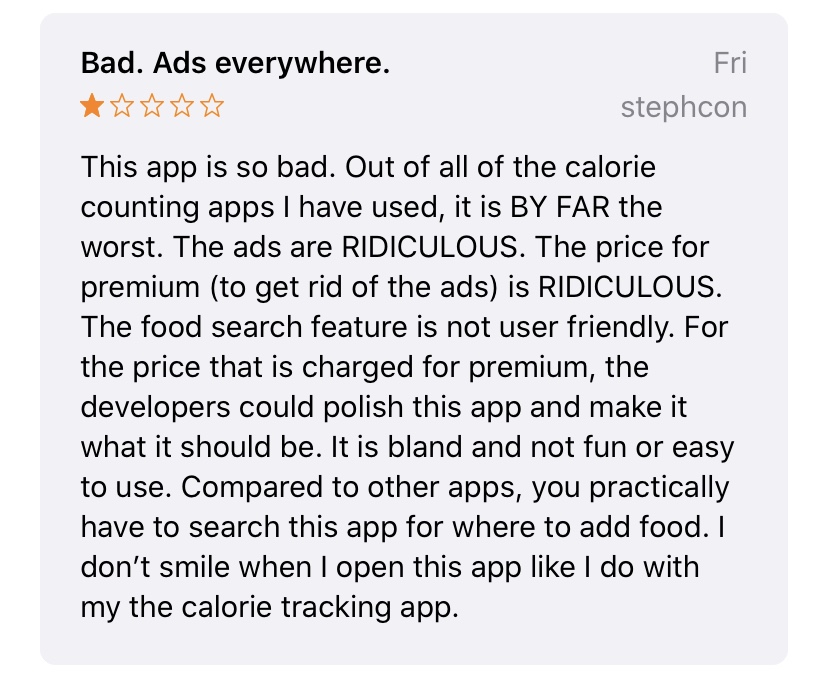 Bad. Ads everywhere.
Fri
stephcon
This app is so bad. Out of all of the calorie
counting apps I have used, it is BY FAR the
worst. The ads are RIDICULOUS. The price for
premium (to get rid of the ads) is RIDICULOUS.
The food search feature is not user friendly. For
the price that is charged for premium, the
developers could polish this app and make it
what it should be. It is bland and not fun or easy
to use. Compared to other apps, you practically
have to search this app for where to add food. I
don’t smile when I open this app like I do with
my the calorie tracking app.